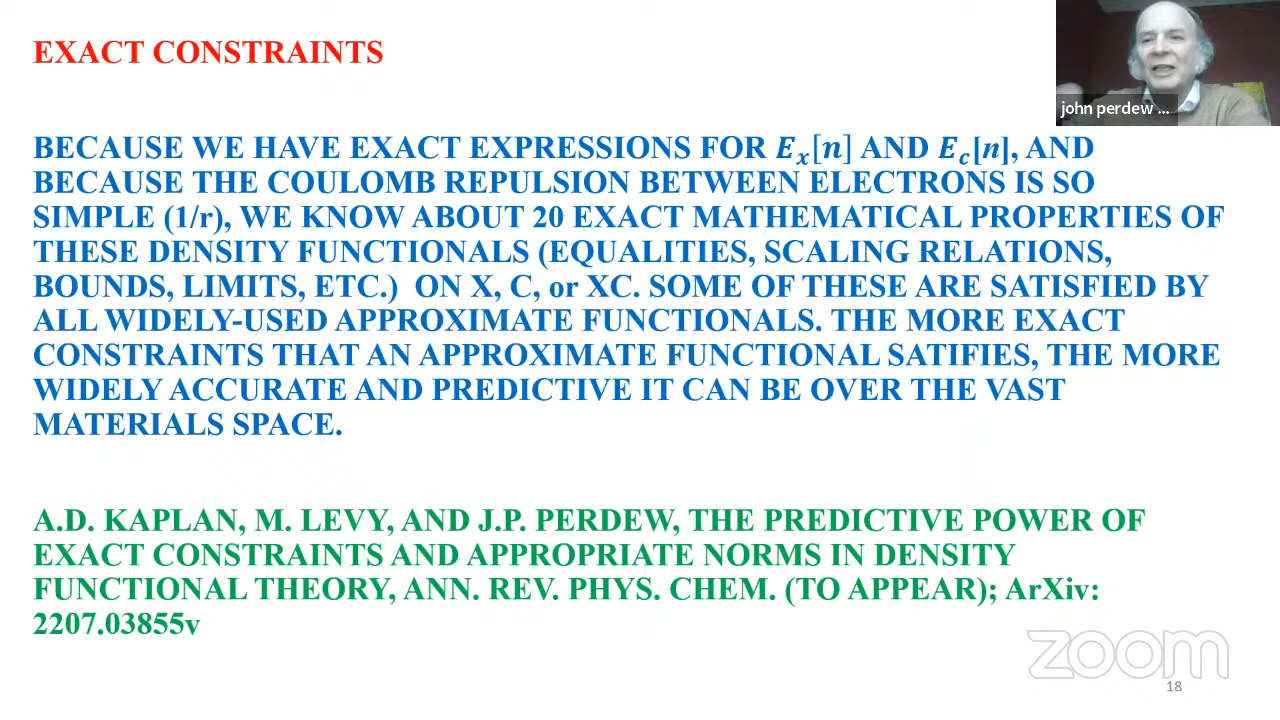 EXACT CONSTRAINTS
john perdew ...
BECAUSE WE HAVE EXACT EXPRESSIONS FOR Eₓ[n] AND E_c[n], AND
BECAUSE THE COULOMB REPULSION BETWEEN ELECTRONS IS SO
SIMPLE (1/r), WE KNOW ABOUT 20 EXACT MATHEMATICAL PROPERTIES OF
THESE DENSITY FUNCTIONALS (EQUALITIES, SCALING RELATIONS,
BOUNDS, LIMITS, ETC.) ON X, C, or XC. SOME OF THESE ARE SATISFIED BY
ALL WIDELY-USED APPROXIMATE FUNCTIONALS. THE MORE EXACT
CONSTRAINTS THAT AN APPROXIMATE FUNCTIONAL SATIFIES, THE MORE
WIDELY ACCURATE AND PREDICTIVE IT CAN BE OVER THE VAST
MATERIALS SPACE.
A.D. KAPLAN, M. LEVY, AND J.P. PERDEW, THE PREDICTIVE POWER OF
EXACT CONSTRAINTS AND APPROPRIATE NORMS IN DENSITY
FUNCTIONAL THEORY, ANN. REV. PHYS. CHEM. (TO APPEAR); ArXiv:
2207.03855v
zoom
18